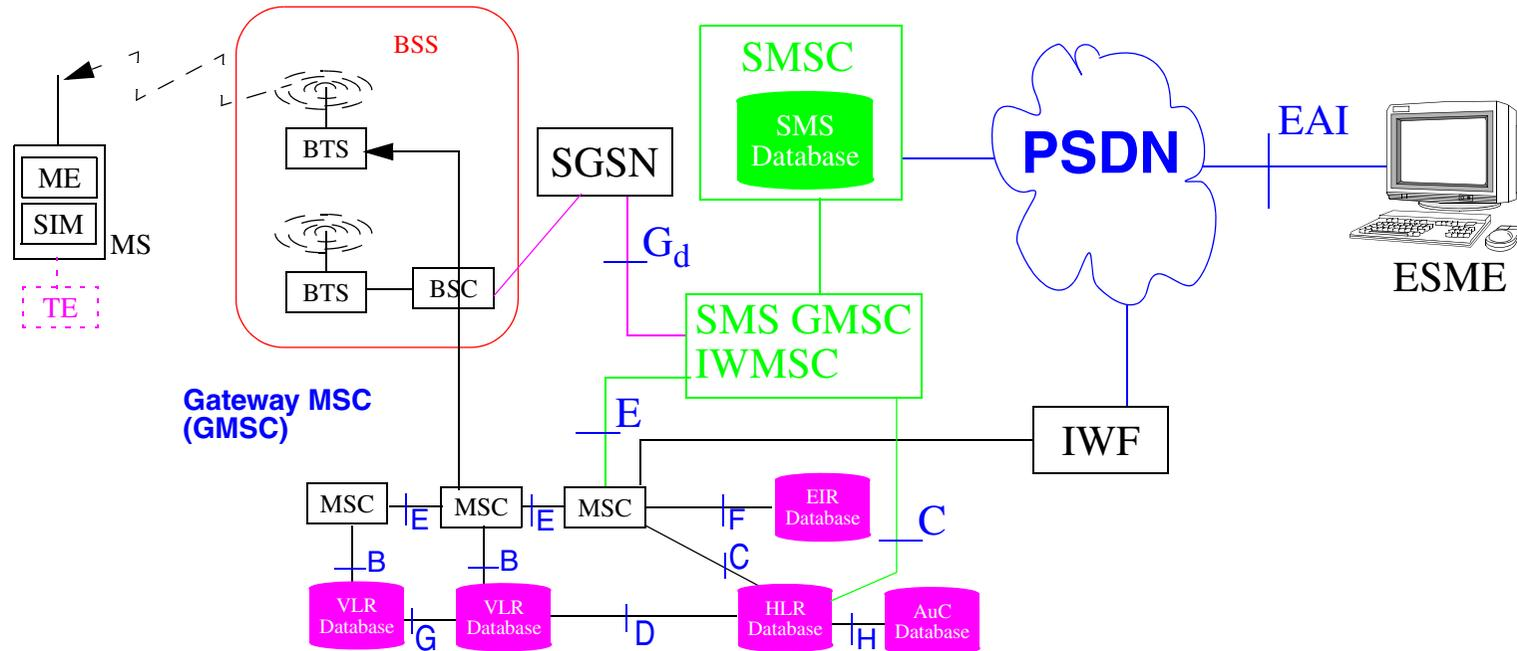 BSS
SMSC
SMS
Database
PSDN
EAI
ESME
BTS
SGSN
ME
SIM
MS
TE
G_d
BTS
BSC
SMS GMSC
IWMSC
Gateway MSC
(GMSC)
E
IWF
MSC
E
MSC
E
MSC
F
EIR
Database
C
B
B
C
VLR
Database
G
VLR
Database
D
HLR
Database
H
AuC
Database